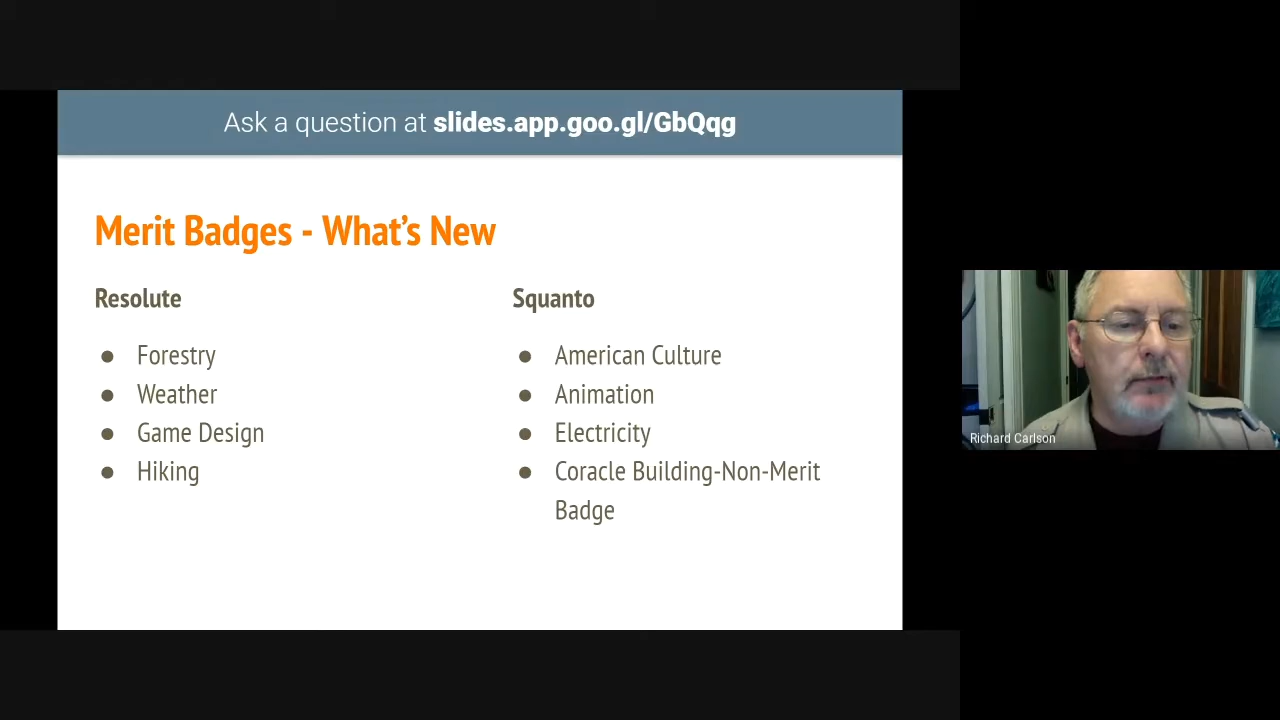 Ask a question at slides.app.goo.gl/GbQqg
Merit Badges - What's New
Resolute
● Forestry
● Weather
● Game Design
● Hiking
Squanto
● American Culture
● Animation
● Electricity
● Coracle Building-Non-Merit
Badge
Richard Carlson